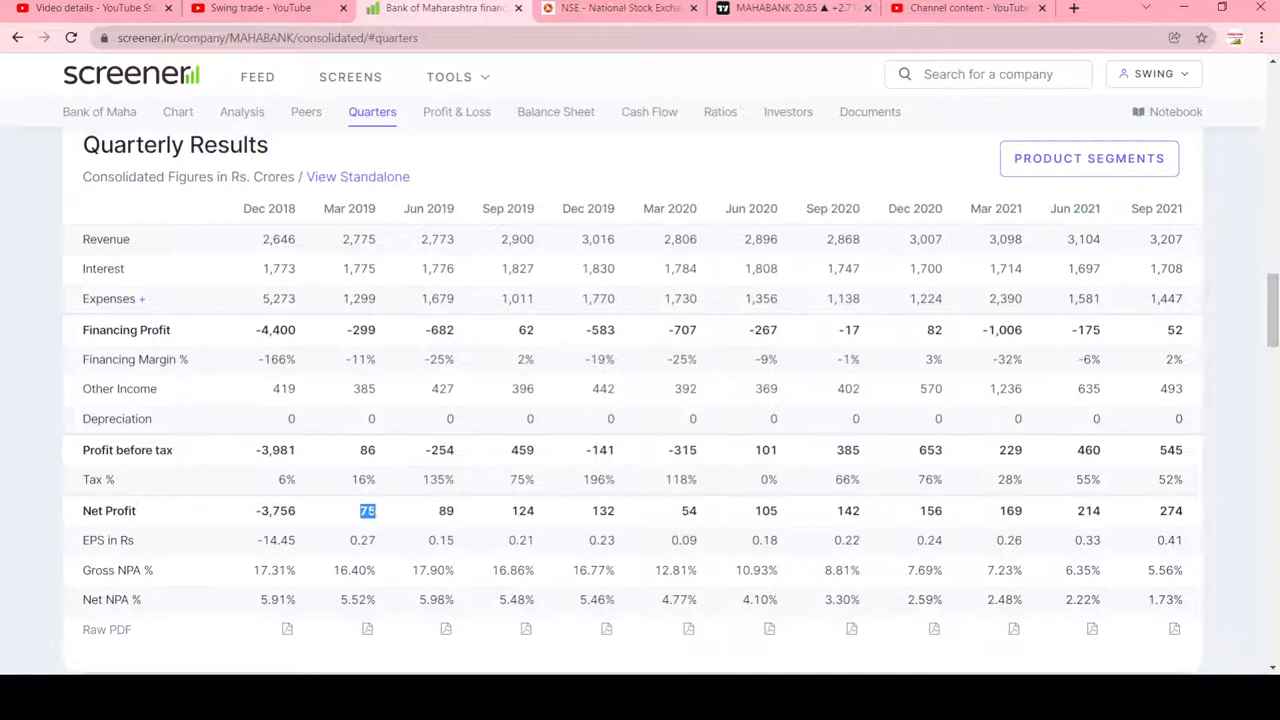 Video details - YouTube St
Swing trade - YouTube
Bank of Maharashtra financ
NSE - National Stock Excha
MAHABANK 20.85 ▲ +2.71
Channel content - YouTube
screener.in/company/MAHABANK/consolidated/#quarters
screener FEED SCREENS TOOLS Search for a company SWING
Bank of Maha Chart Analysis Peers Quarters Profit & Loss Balance Sheet Cash Flow Ratios Investors Documents Notebook
Quarterly Results
PRODUCT SEGMENTS
Consolidated Figures in Rs. Crores / View Standalone
Dec 2018 Mar 2019 Jun 2019 Sep 2019 Dec 2019 Mar 2020 Jun 2020 Sep 2020 Dec 2020 Mar 2021 Jun 2021 Sep 2021
Revenue 2,646 2,775 2,773 2,900 3,016 2,806 2,896 2,868 3,007 3,098 3,104 3,207
Interest 1,773 1,775 1,776 1,827 1,830 1,784 1,808 1,747 1,700 1,714 1,697 1,708
Expenses + 5,273 1,299 1,679 1,011 1,770 1,730 1,356 1,138 1,224 2,390 1,581 1,447
Financing Profit -4,400 -299 -682 62 -583 -707 -267 -17 82 -1,006 -175 52
Financing Margin % -166% -11% -25% 2% -19% -25% -9% -1% 3% -32% -6% 2%
Other Income 419 385 427 396 442 392 369 402 570 1,236 635 493
Depreciation 0 0 0 0 0 0 0 0 0 0 0 0
Profit before tax -3,981 86 -254 459 -141 -315 101 385 653 229 460 545
Tax % 6% 16% 135% 75% 196% 118% 0% 66% 76% 28% 55% 52%
Net Profit -3,756 75 89 124 132 54 105 142 156 169 214 274
EPS in Rs -14.45 0.27 0.15 0.21 0.23 0.09 0.18 0.22 0.24 0.26 0.33 0.41
Gross NPA % 17.31% 16.40% 17.90% 16.86% 16.77% 12.81% 10.93% 8.81% 7.69% 7.23% 6.35% 5.56%
Net NPA % 5.91% 5.52% 5.98% 5.48% 5.46% 4.77% 4.10% 3.30% 2.59% 2.48% 2.22% 1.73%
Raw PDF